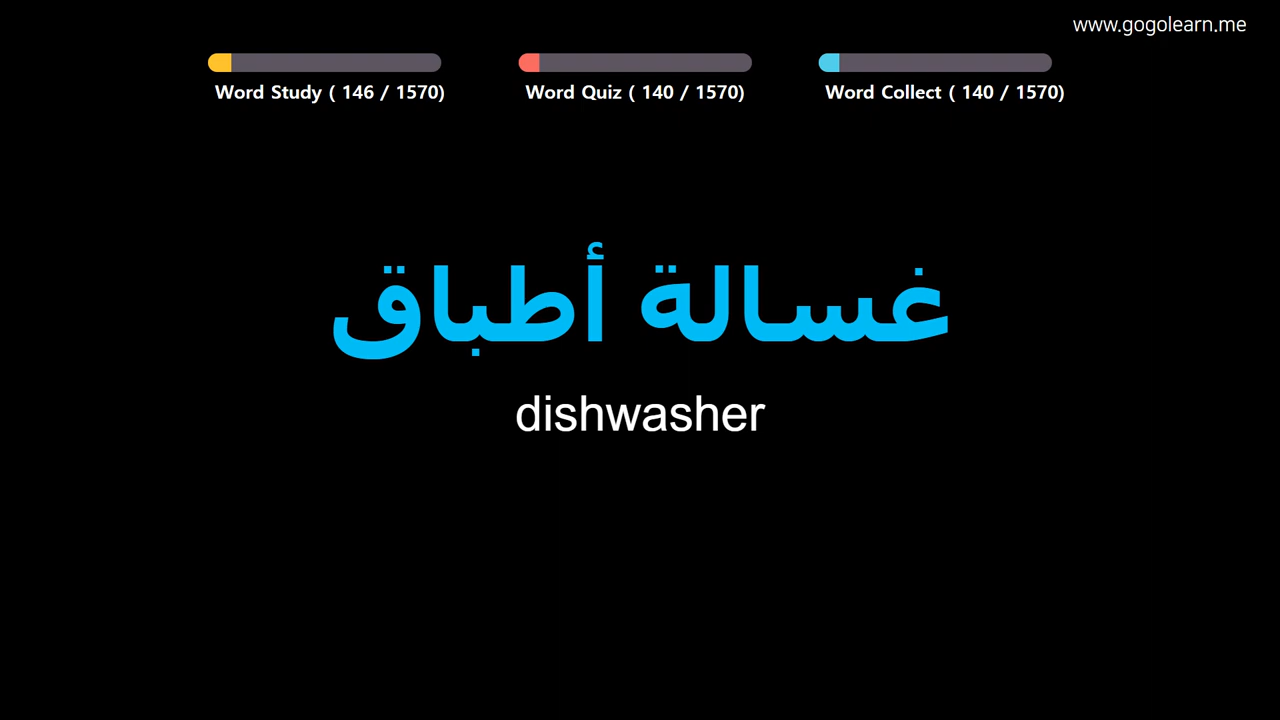 www.gogolearn.me
Word Study ( 146 / 1570)
Word Quiz ( 140 / 1570)
Word Collect ( 140 / 1570)
غسالة أطباق
dishwasher